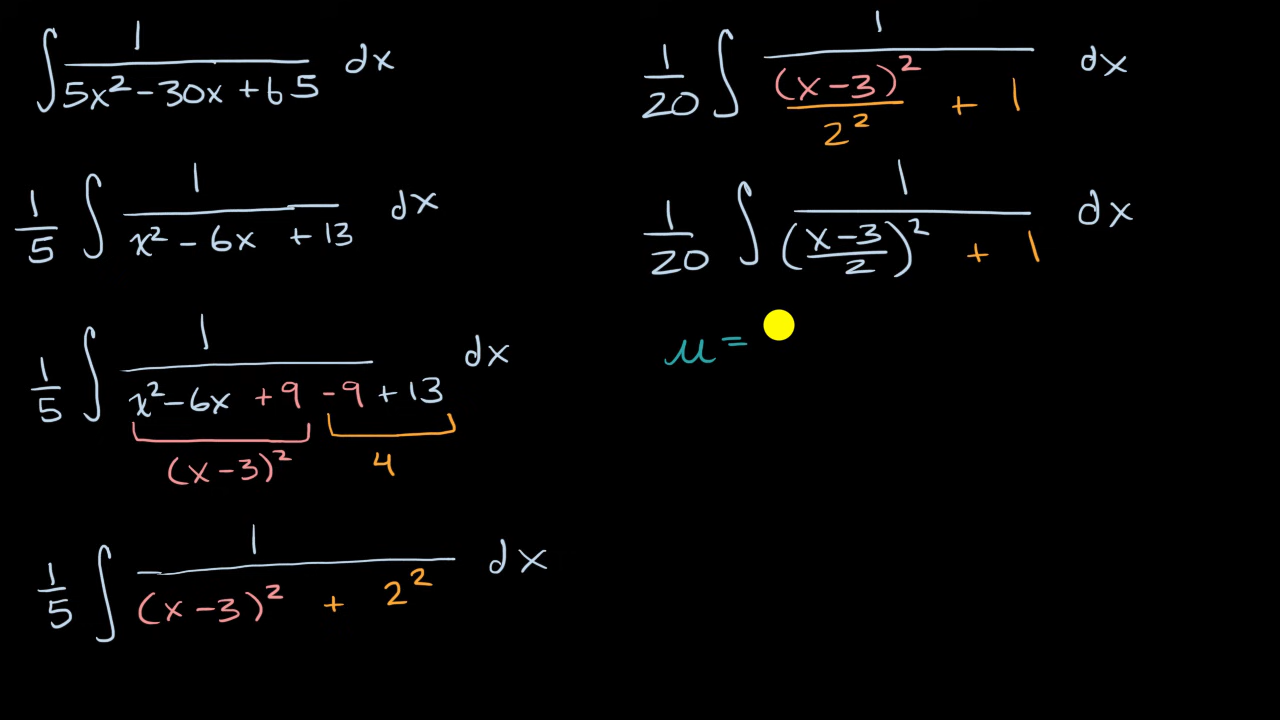 ∫ 1/(5x² - 30x + 65) dx
1/5 ∫ 1/(x² - 6x + 13) dx
1/5 ∫ 1/(x² - 6x + 9 - 9 + 13) dx
(x - 3)² 4
1/5 ∫ 1/((x - 3)² + 2²) dx
1/20 ∫ 1/((x - 3)²/2² + 1) dx
1/20 ∫ 1/(((x - 3)/2)² + 1) dx
u =